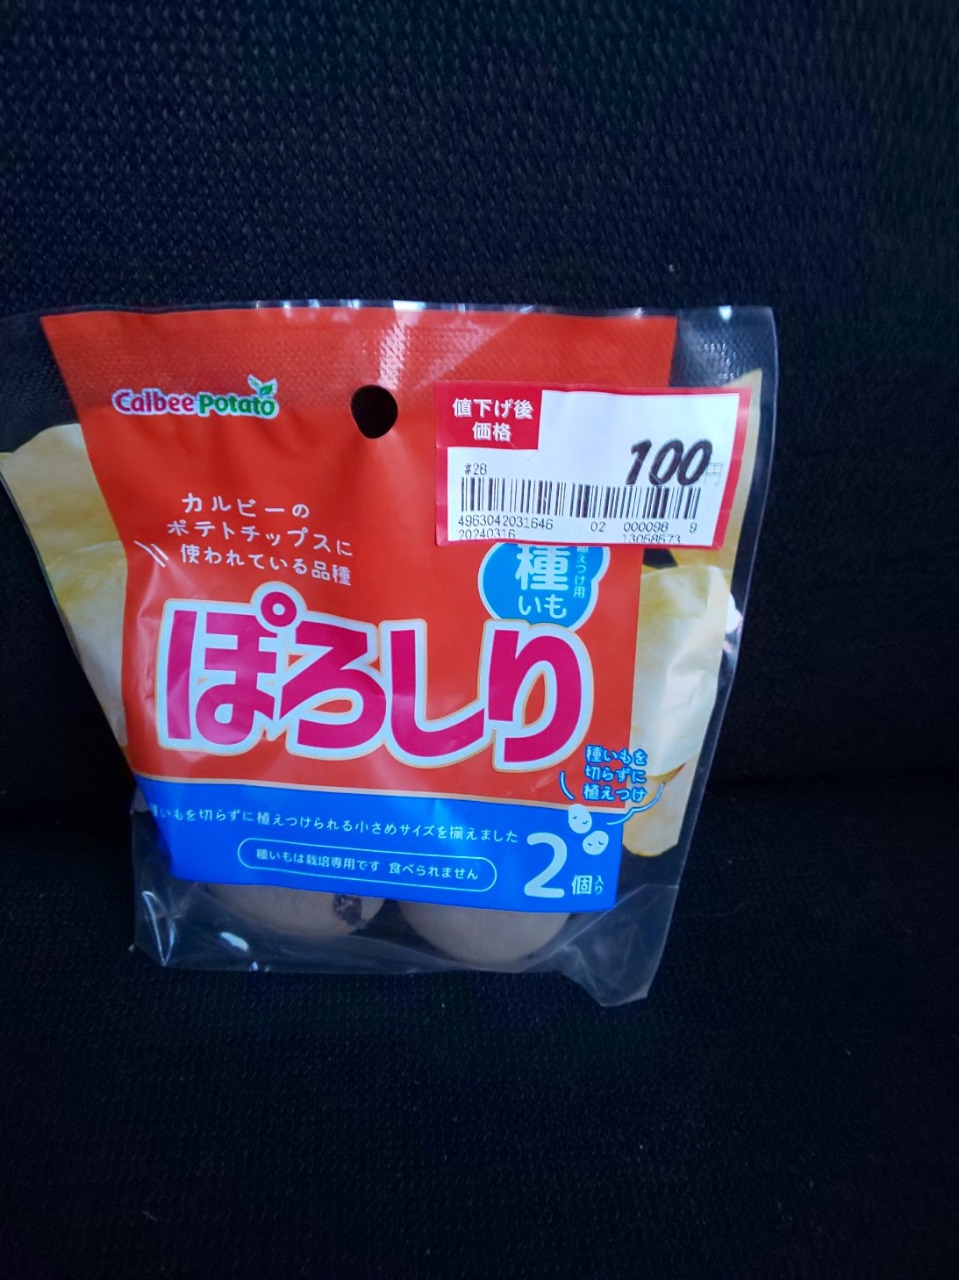 Calbee Potato
値下げ後
価格
100円
#28
4963042031646 02 000098 9
20240316 13058573
カルビーの
ポテトチップスに
使われている品種
植えつけ用
種
いも
ぽろしり
種いもを
切らずに
植えつけ
種いもを切らずに植えつけられる小さめサイズを揃えました
種いもは栽培専用です 食べられません
2個入り